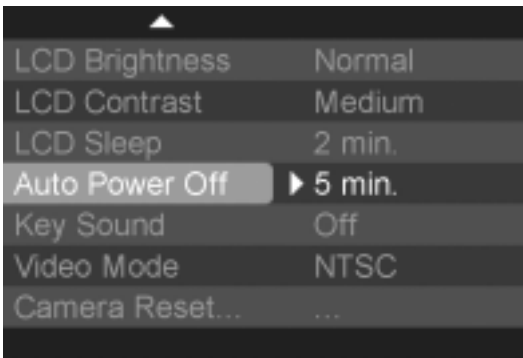 LCD Brightness Normal
LCD Contrast Medium
LCD Sleep 2 min.
Auto Power Off 5 min.
Key Sound Off
Video Mode NTSC
Camera Reset... ...